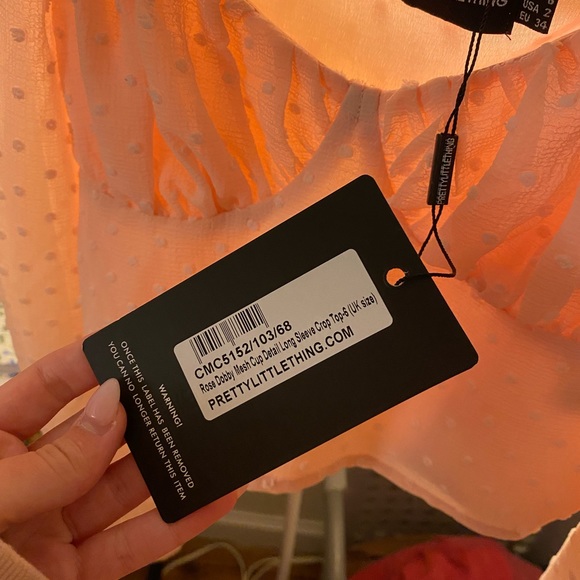 USA 2
EU 34
PRETTYLITTLETHING
CMC5152/103/68
Rose Dobby Mesh Cup Detail Long Sleeve Crop Top-6 (UK size)
PRETTYLITTLETHING.COM
WARNING!
ONCE THIS LABEL HAS BEEN REMOVED
YOU CAN NO LONGER RETURN THIS ITEM